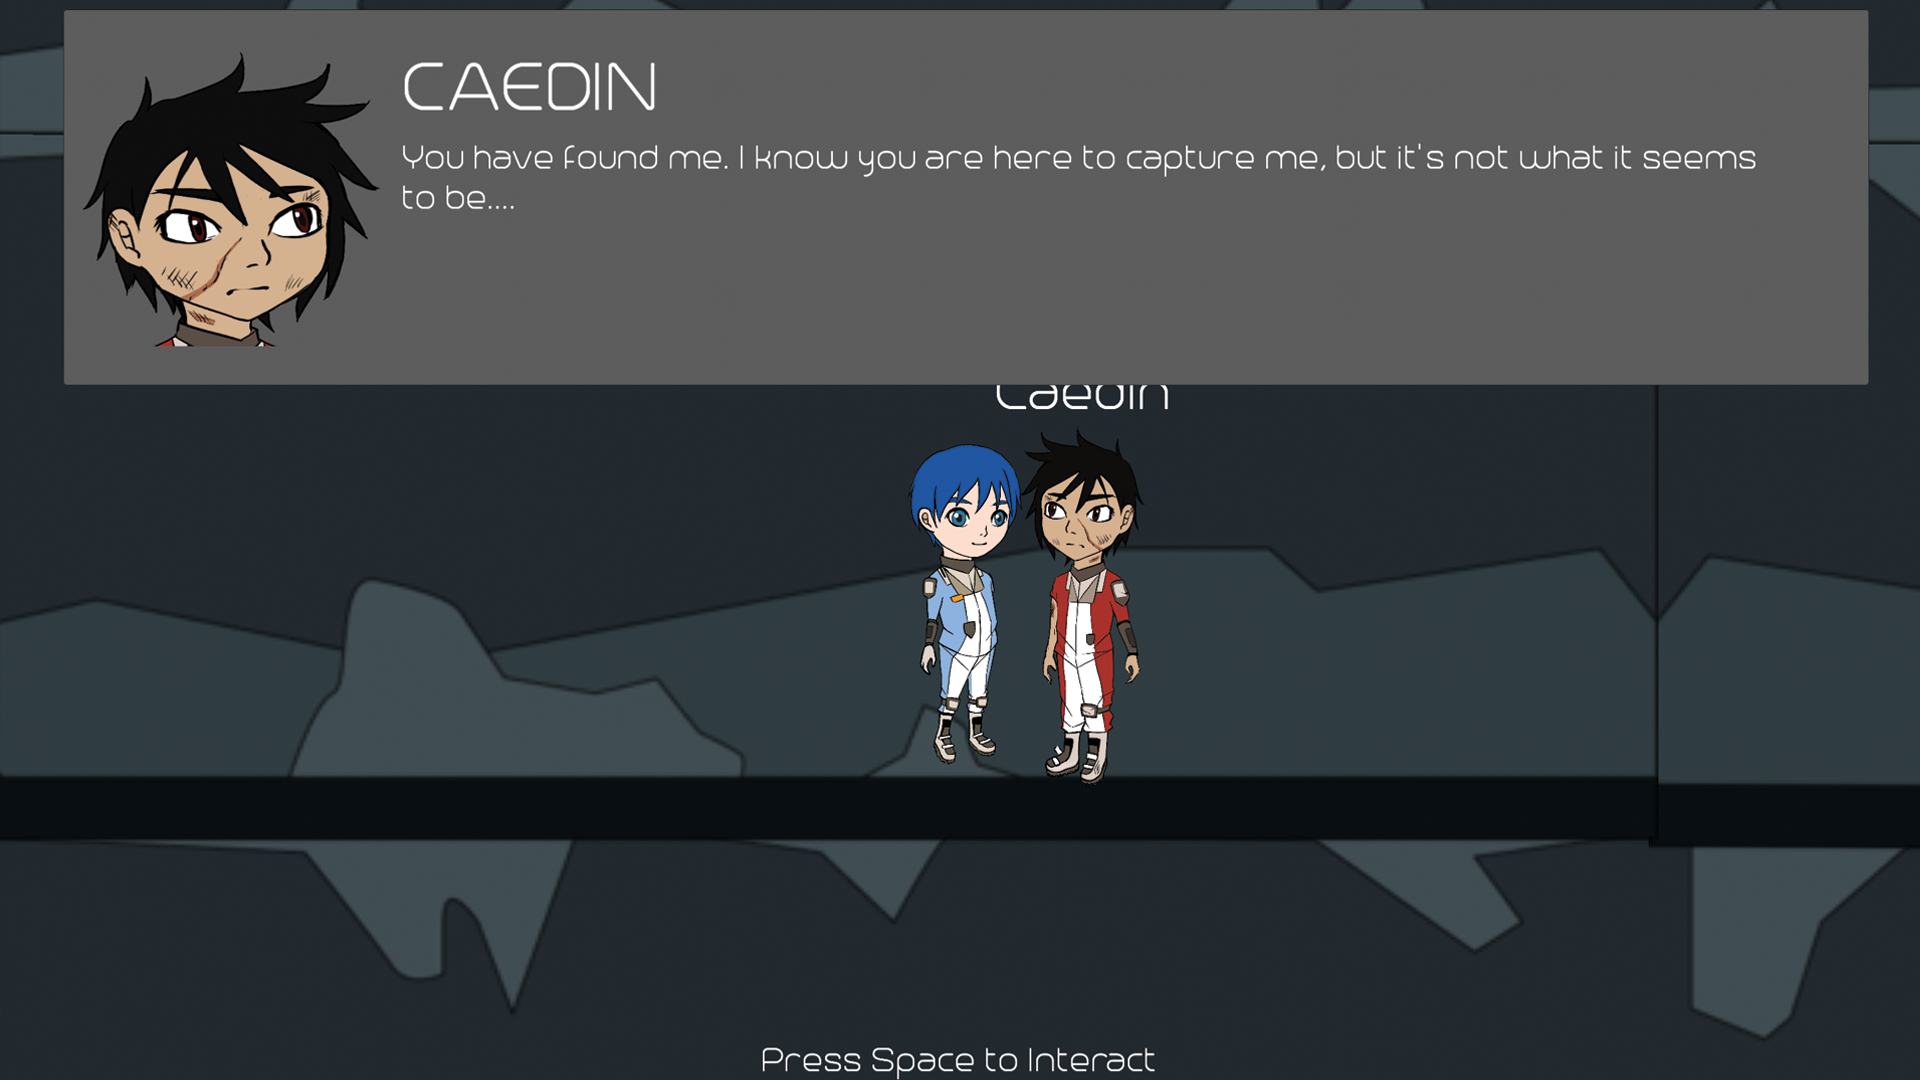 CAEDIN
You have found me. I know you are here to capture me, but it's not what it seems
to be....
Caedin
Press Space to Interact